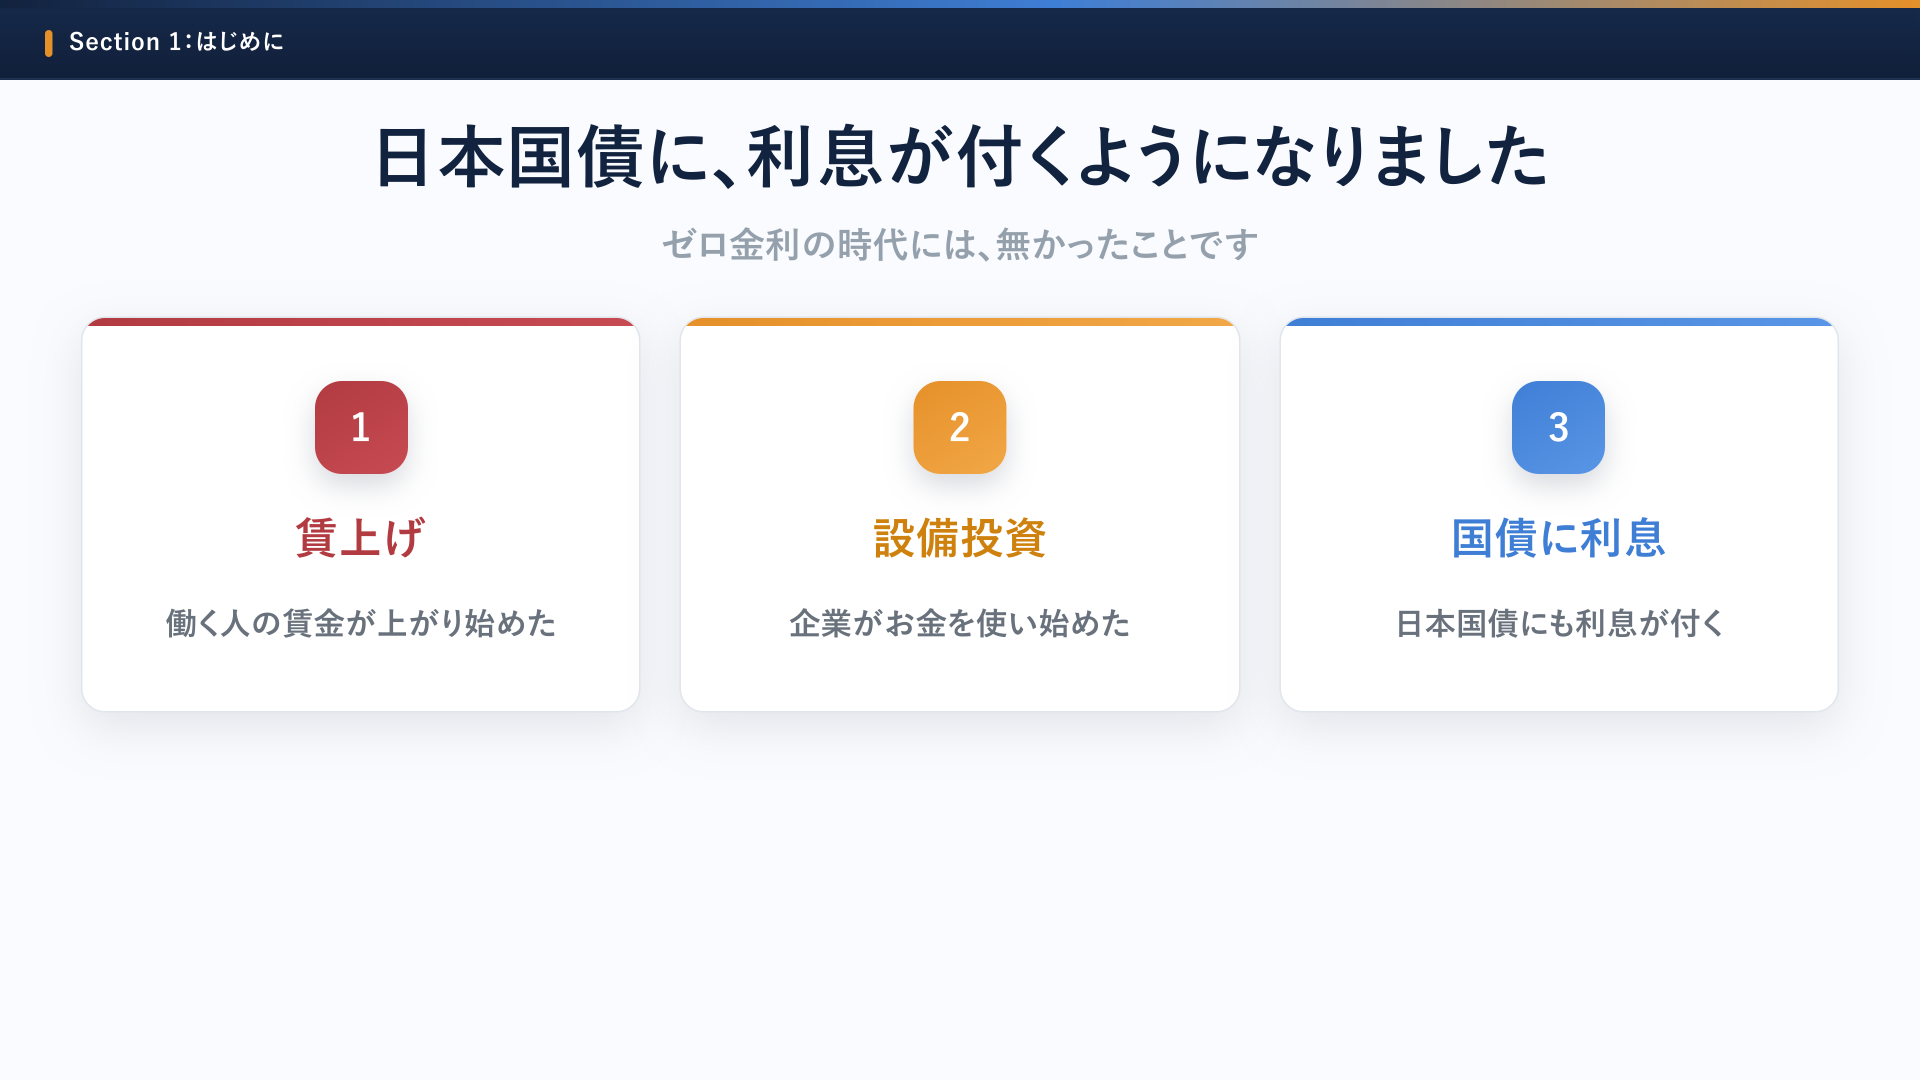 Section 1：はじめに
日本国債に、利息が付くようになりました
ゼロ金利の時代には、無かったことです
1
賃上げ
働く人の賃金が上がり始めた
2
設備投資
企業がお金を使い始めた
3
国債に利息
日本国債にも利息が付く